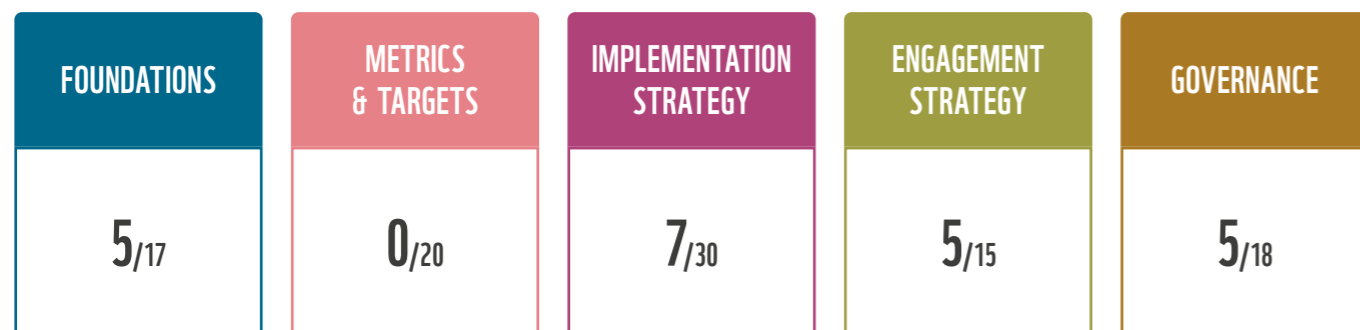 FOUNDATIONS
METRICS
& TARGETS
IMPLEMENTATION
STRATEGY
ENGAGEMENT
STRATEGY
GOVERNANCE
5/17
0/20
7/30
5/15
5/18